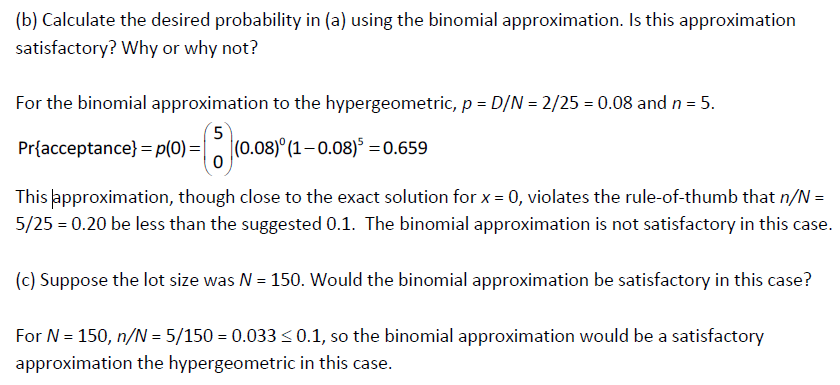 (b) Calculate the desired probability in (a) using the binomial approximation. Is this approximation
satisfactory? Why or why not?
For the binomial approximation to the hypergeometric, p = D/N = 2/25 = 0.08 and n = 5.
Pr{acceptance} = p(0) = (5 0) (0.08)⁰ (1−0.08)⁵ = 0.659
This approximation, though close to the exact solution for x = 0, violates the rule-of-thumb that n/N =
5/25 = 0.20 be less than the suggested 0.1. The binomial approximation is not satisfactory in this case.
(c) Suppose the lot size was N = 150. Would the binomial approximation be satisfactory in this case?
For N = 150, n/N = 5/150 = 0.033 ≤ 0.1, so the binomial approximation would be a satisfactory
approximation the hypergeometric in this case.